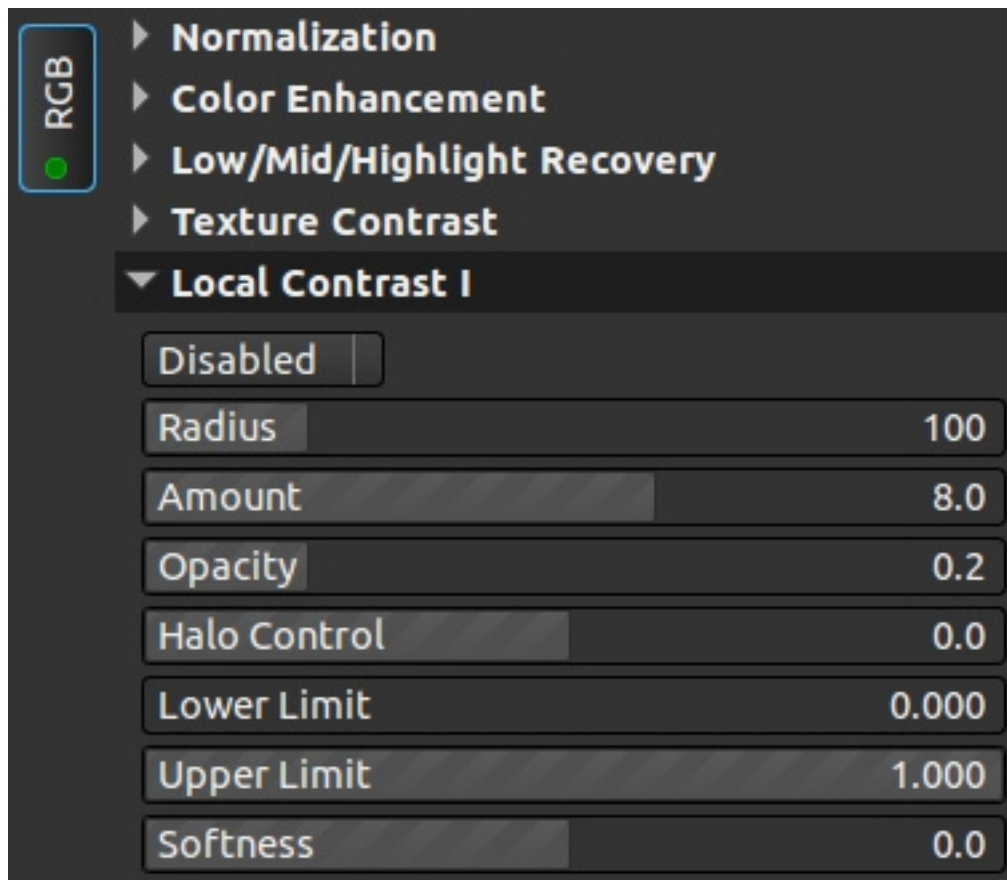 RGB
Normalization
Color Enhancement
Low/Mid/Highlight Recovery
Texture Contrast
Local Contrast I
Disabled
Radius 100
Amount 8.0
Opacity 0.2
Halo Control 0.0
Lower Limit 0.000
Upper Limit 1.000
Softness 0.0